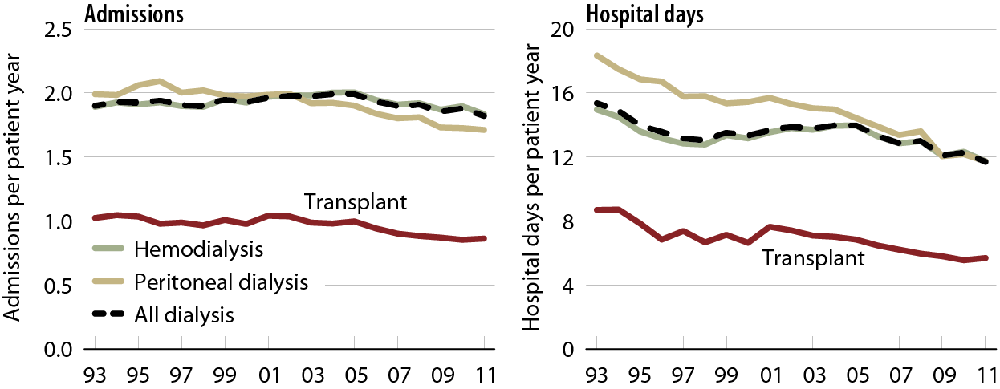 Admissions
Admissions per patient year
2.5
2.0
1.5
1.0
0.5
0.0
Transplant
Hemodialysis
Peritoneal dialysis
All dialysis
93 95 97 99 01 03 05 07 09 11
Hospital days
Hospital days per patient year
20
16
12
8
4
0
Transplant
93 95 97 99 01 03 05 07 09 11